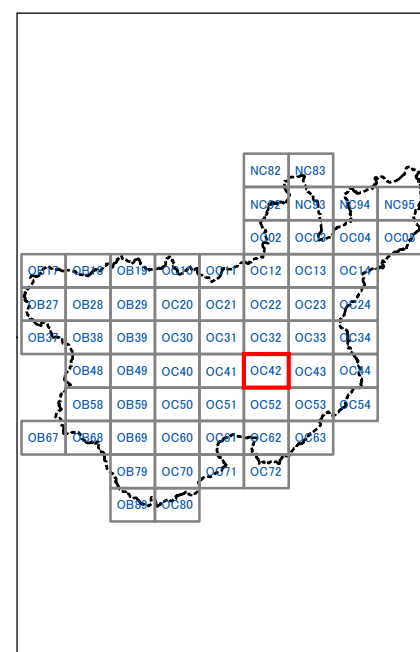 NC82 NC83
NC92 NC93 NC94 NC95
OC02 OC03 OC04 OC05
OB17 OB18 OB19 OC10 OC11 OC12 OC13 OC14
OB27 OB28 OB29 OC20 OC21 OC22 OC23 OC24
OB37 OB38 OB39 OC30 OC31 OC32 OC33 OC34
OB48 OB49 OC40 OC41 OC42 OC43 OC44
OB58 OB59 OC50 OC51 OC52 OC53 OC54
OB67 OB68 OB69 OC60 OC61 OC62 OC63
OB79 OC70 OC71 OC72
OB89 OC80